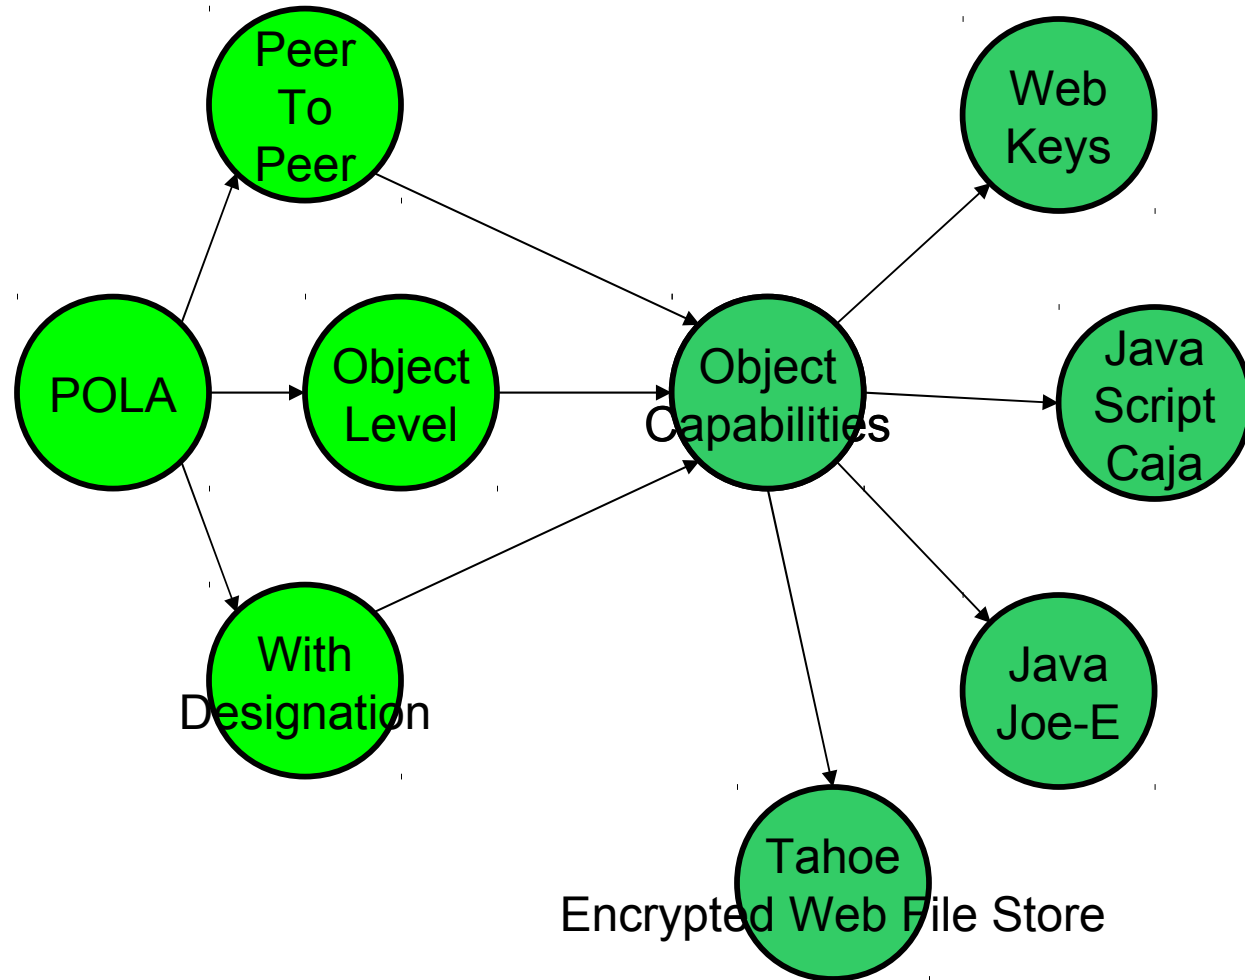 Peer
To
Peer
Web
Keys
POLA
Object
Level
Object
Capabilities
Java
Script
Caja
With
Designation
Java
Joe-E
Tahoe
Encrypted Web File Store